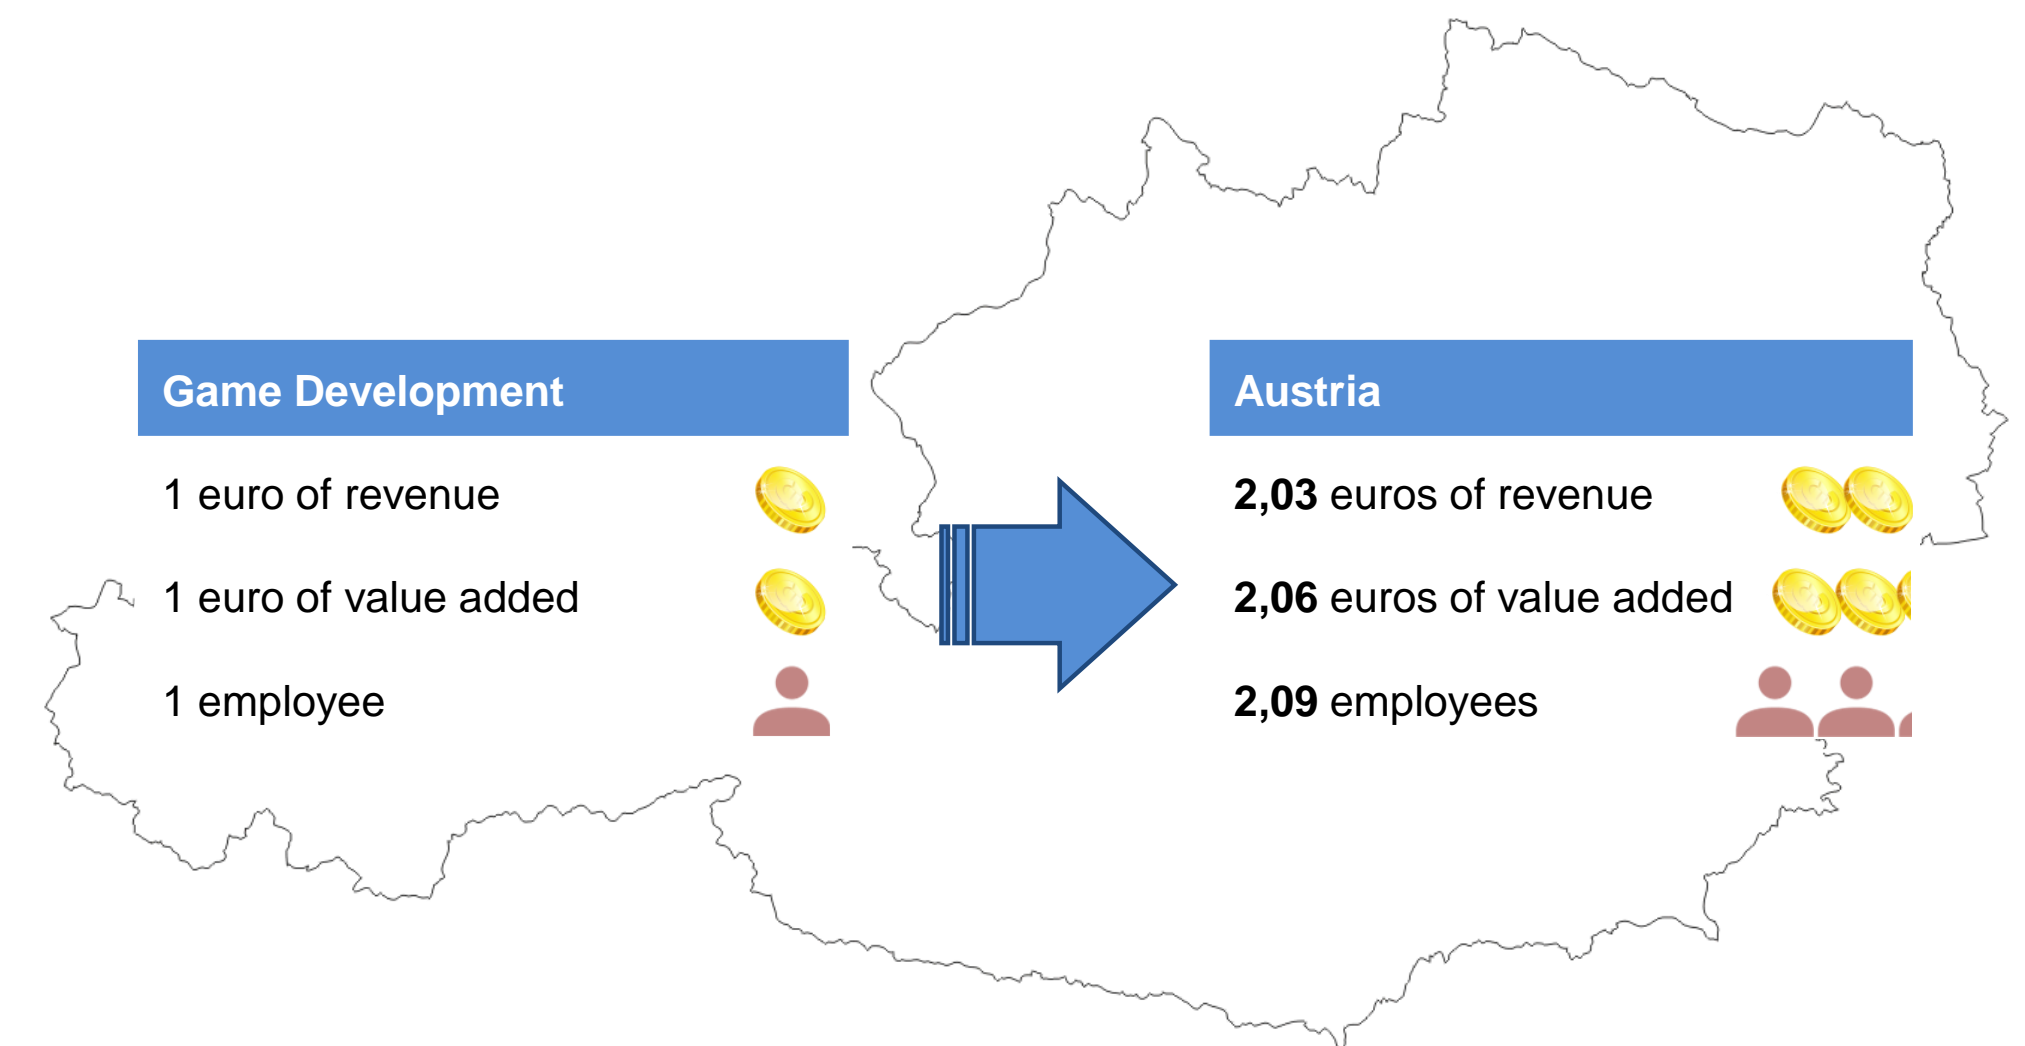 Game Development
1 euro of revenue
1 euro of value added
1 employee
Austria
2,03 euros of revenue
2,06 euros of value added
2,09 employees